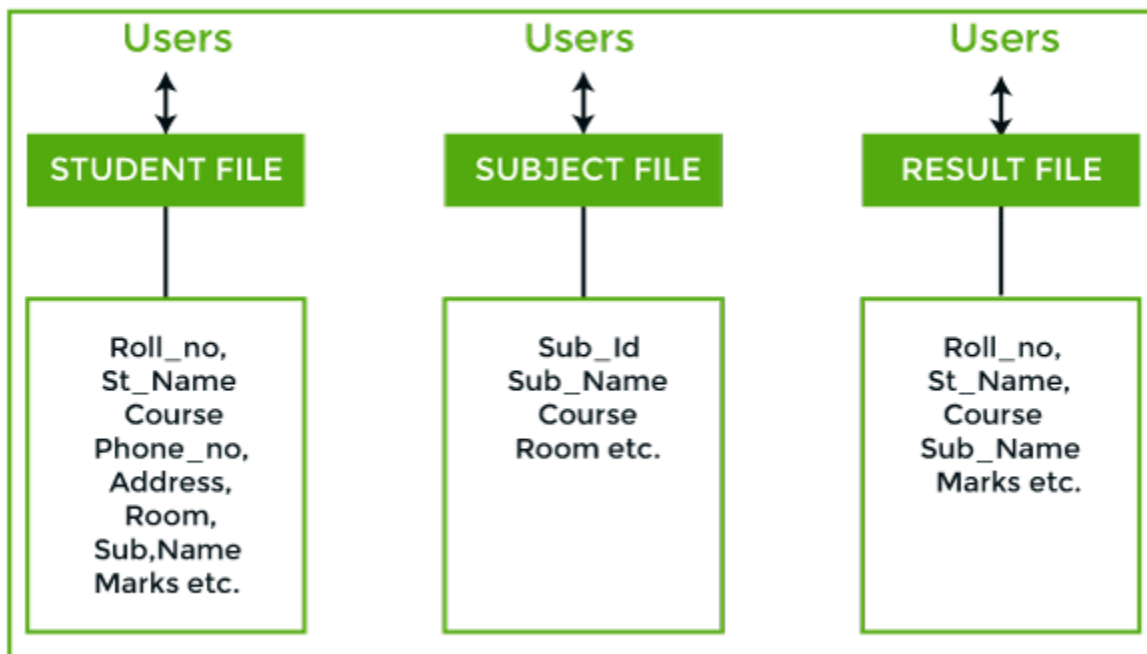 Users
STUDENT FILE
Roll_no,
St_Name
Course
Phone_no,
Address,
Room,
Sub,Name
Marks etc.
Users
SUBJECT FILE
Sub_Id
Sub_Name
Course
Room etc.
Users
RESULT FILE
Roll_no,
St_Name,
Course
Sub_Name
Marks etc.